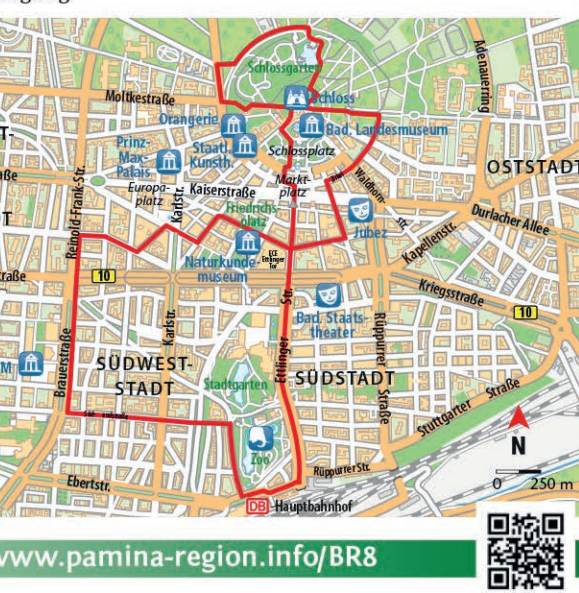 Schlossgarten
Adenauerring
Moltkestraße
Schloss
Orangerie
Bad. Landesmuseum
Prinz-
Max-
Palais
Staatl.
Kunsth.
Schlossplatz
OSTSTADT
Europa-
platz
Karlstr.
Kaiserstraße
Markt-
platz
Waldhorn-
str.
Reinhold-Frank-Str.
Friedrichs-
platz
Jubez
Durlacher Allee
Kapellenstr.
Naturkunde-
museum
ECE
Ettlinger
Tor
10
Kriegsstraße
10
Bad. Staats-
theater
Ettlinger Str.
Rüppurrer Straße
Karlstr.
Brauerstraße
SÜDWEST-
STADT
Stadtgarten
SÜDSTADT
Stuttgarter Straße
Zoo
N
Rüppurrer Str.
Ebertstr.
0 250 m
DB Hauptbahnhof
www.pamina-region.info/BR8